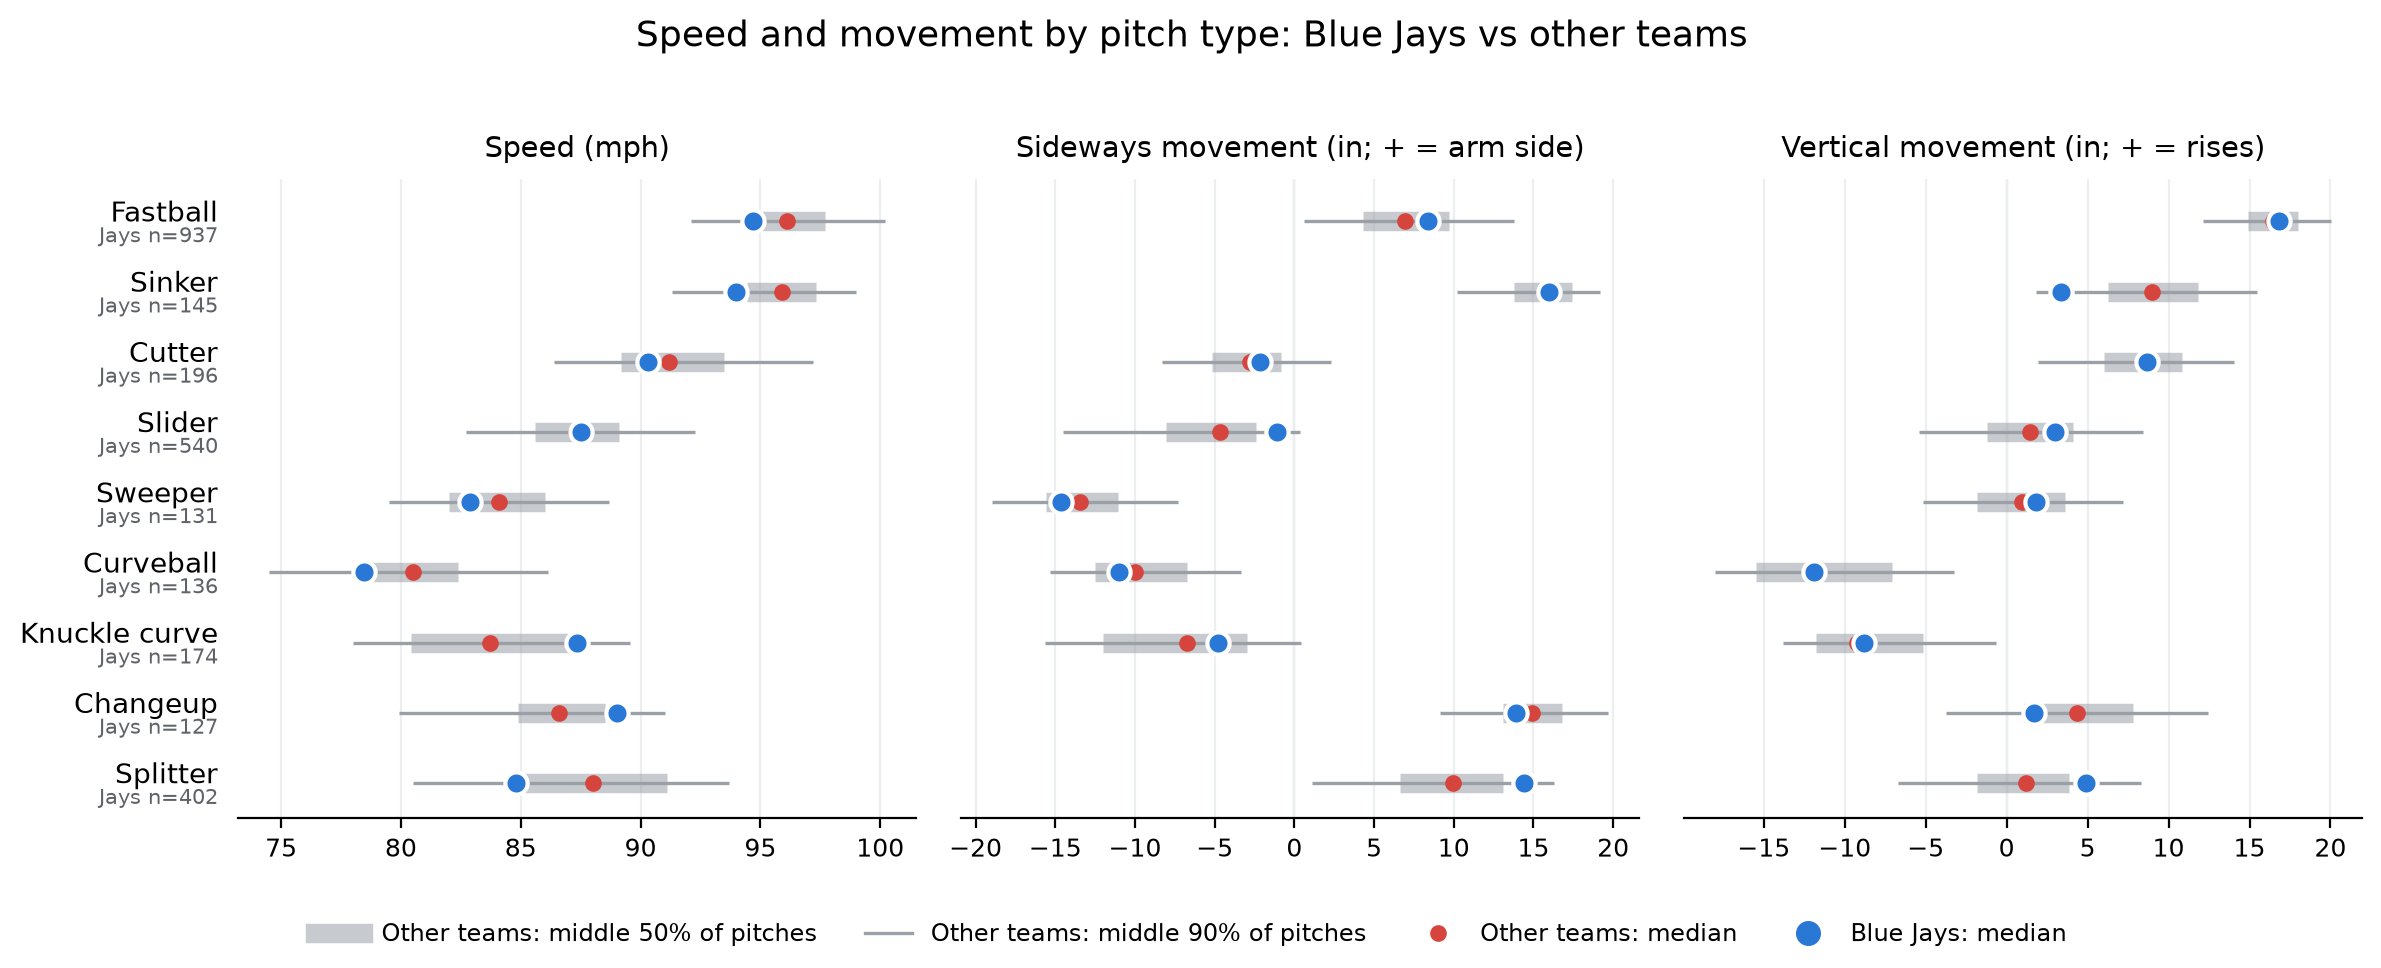 Speed and movement by pitch type: Blue Jays vs other teams
Speed (mph)
Sideways movement (in; + = arm side)
Vertical movement (in; + = rises)
Fastball
Jays n=937
Sinker
Jays n=145
Cutter
Jays n=196
Slider
Jays n=540
Sweeper
Jays n=131
Curveball
Jays n=136
Knuckle curve
Jays n=174
Changeup
Jays n=127
Splitter
Jays n=402
75 80 85 90 95 100
−20 −15 −10 −5 0 5 10 15 20
−15 −10 −5 0 5 10 15 20
Other teams: middle 50% of pitches
Other teams: middle 90% of pitches
Other teams: median
Blue Jays: median